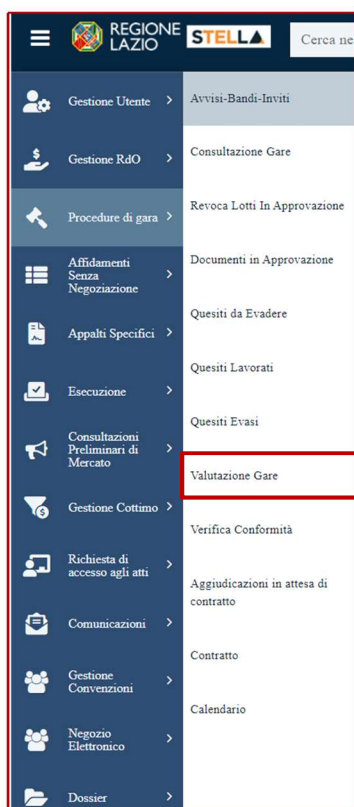 REGIONE
LAZIO
STELLA
Cerca ne
Gestione Utente
Gestione RdO
Procedure di gara
Affidamenti
Senza
Negoziazione
Appalti Specifici
Esecuzione
Consultazioni
Preliminari di
Mercato
Gestione Cottimo
Richiesta di
accesso agli atti
Comunicazioni
Gestione
Convenzioni
Negozio
Elettronico
Dossier
Avvisi-Bandi-Inviti
Consultazione Gare
Revoca Lotti In Approvazione
Documenti in Approvazione
Quesiti da Evadere
Quesiti Lavorati
Quesiti Evasi
Valutazione Gare
Verifica Conformità
Aggiudicazioni in attesa di
contratto
Contratto
Calendario